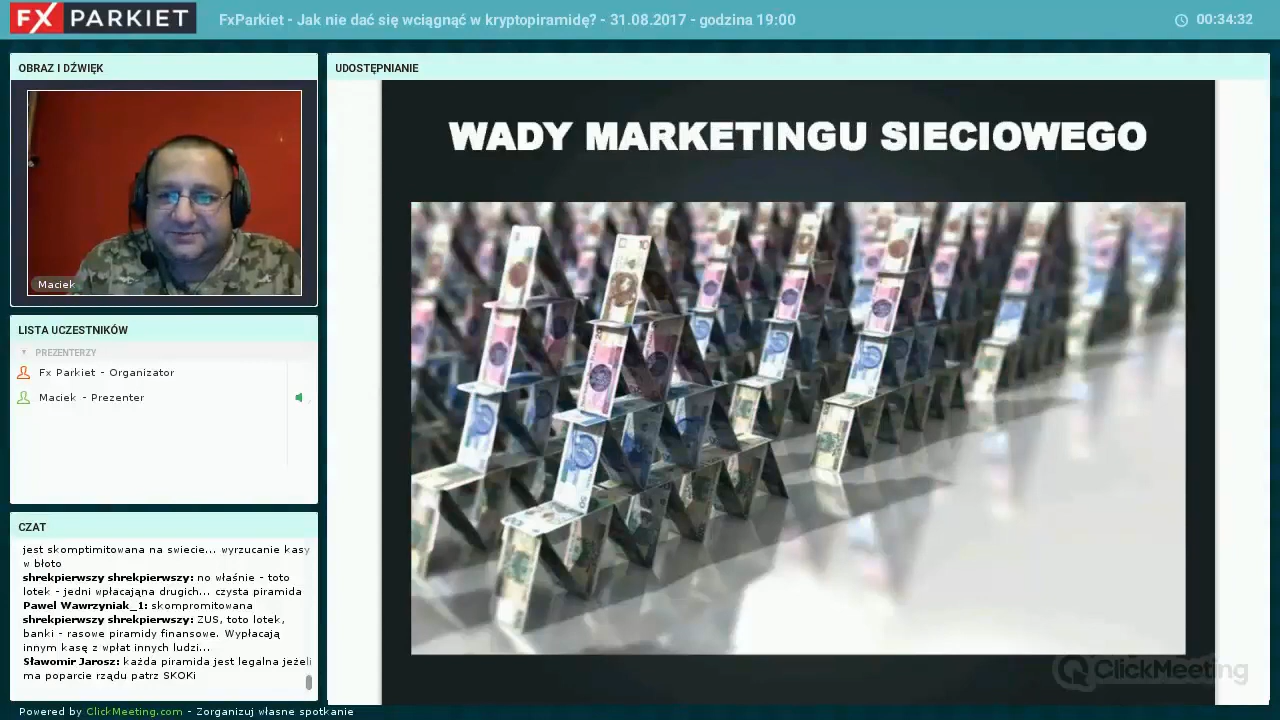 FX PARKIET
FxParkiet - Jak nie dać się wciągnąć w kryptopiramidę? - 31.08.2017 - godzina 19:00
00:34:32
OBRAZ I DŹWIĘK
Maciek
LISTA UCZESTNIKÓW
PREZENTERZY
Fx Parkiet - Organizator
Maciek - Prezenter
CZAT
jest skomptimitowana na swiecie... wyrzucanie kasy
w błoto
shrekpierwszy shrekpierwszy: no właśnie - toto
lotek - jedni wpłacająna drugich... czysta piramida
Pawel Wawrzyniak_1: skompromitowana
shrekpierwszy shrekpierwszy: ZUS, toto lotek,
banki - rasowe piramidy finansowe. Wypłacają
innym kasę z wpłat innych ludzi...
Sławomir Jarosz: każda piramida jest legalna jeżeli
ma poparcie rządu patrz SKOKi
UDOSTĘPNIANIE
WADY MARKETINGU SIECIOWEGO
ClickMeeting
Powered by ClickMeeting.com - Zorganizuj własne spotkanie